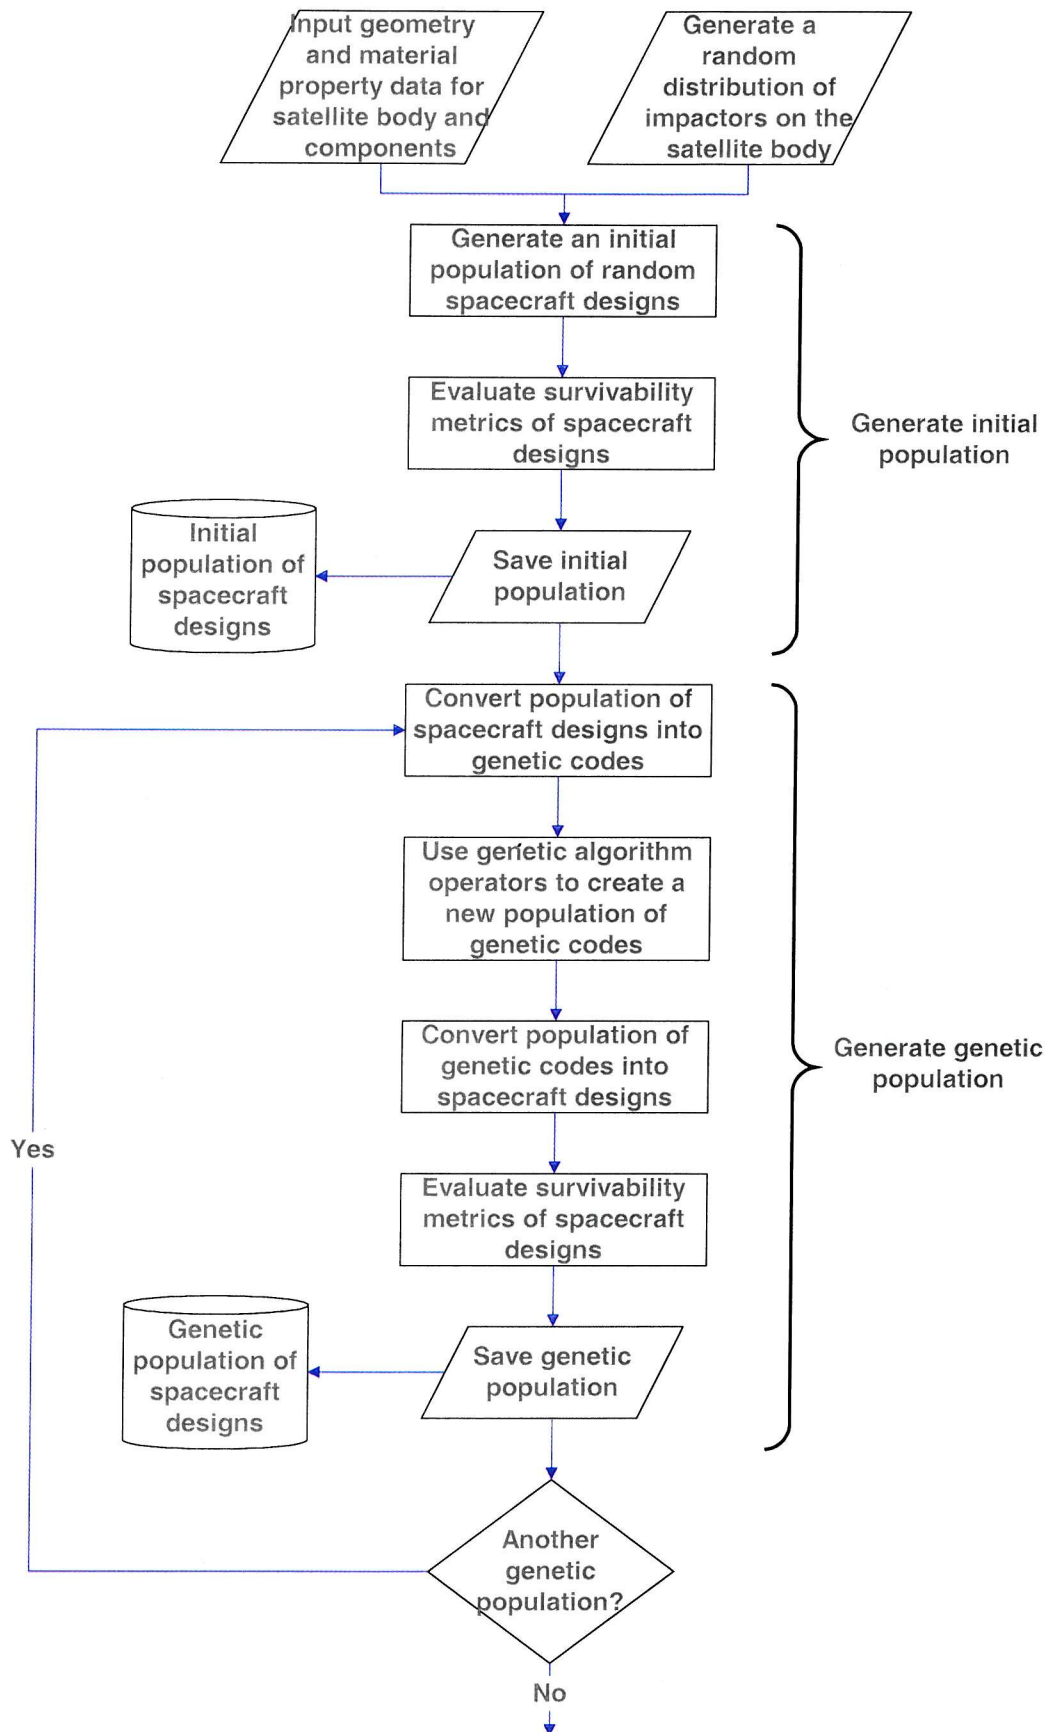 Input geometry
and material
property data for
satellite body and
components
Generate a
random
distribution of
impactors on the
satellite body
Generate an initial
population of random
spacecraft designs
Evaluate survivability
metrics of spacecraft
designs
Generate initial
population
Initial
population of
spacecraft
designs
Save initial
population
Convert population of
spacecraft designs into
genetic codes
Use genetic algorithm
operators to create a
new population of
genetic codes
Convert population of
genetic codes into
spacecraft designs
Generate genetic
population
Yes
Evaluate survivability
metrics of spacecraft
designs
Genetic
population of
spacecraft
designs
Save genetic
population
Another
genetic
population?
No